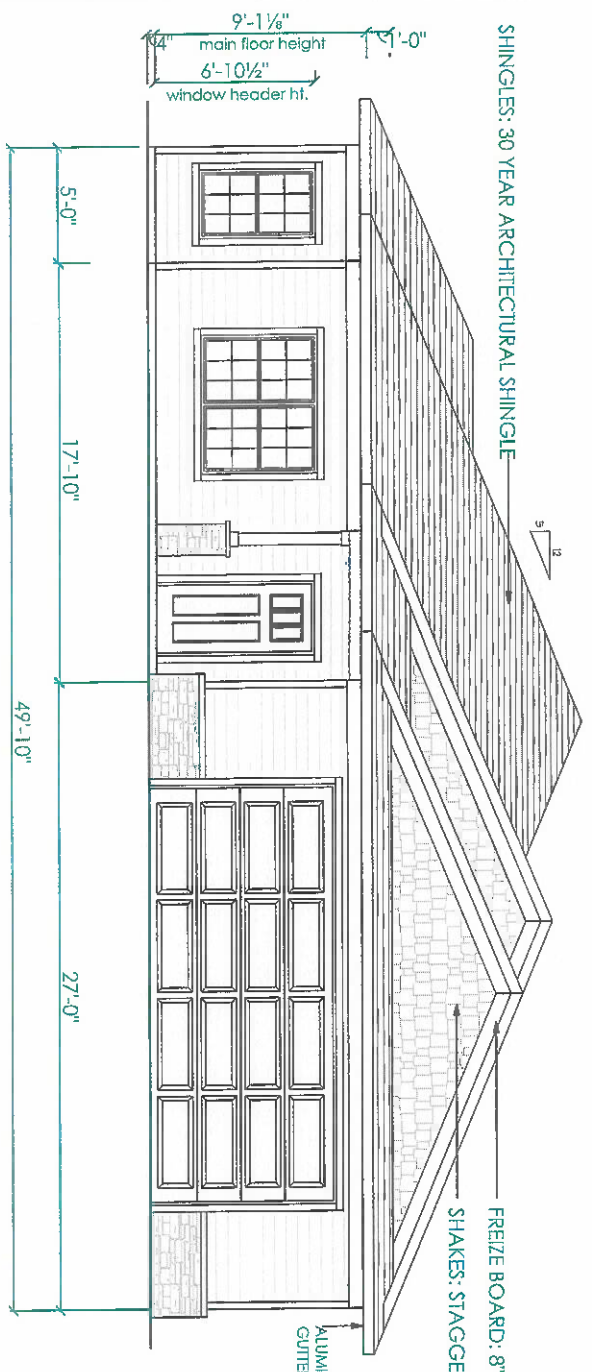 SHINGLES: 30 YEAR ARCHITECTURAL SHINGLE
12
5
FREIZE BOARD: 8"
SHAKES: STAGGE
ALUMI
GUTTE
1'-0"
9'-1⅛"
main floor height
6'-10½"
window header ht.
4"
5'-0"
17'-10"
27'-0"
49'-10"